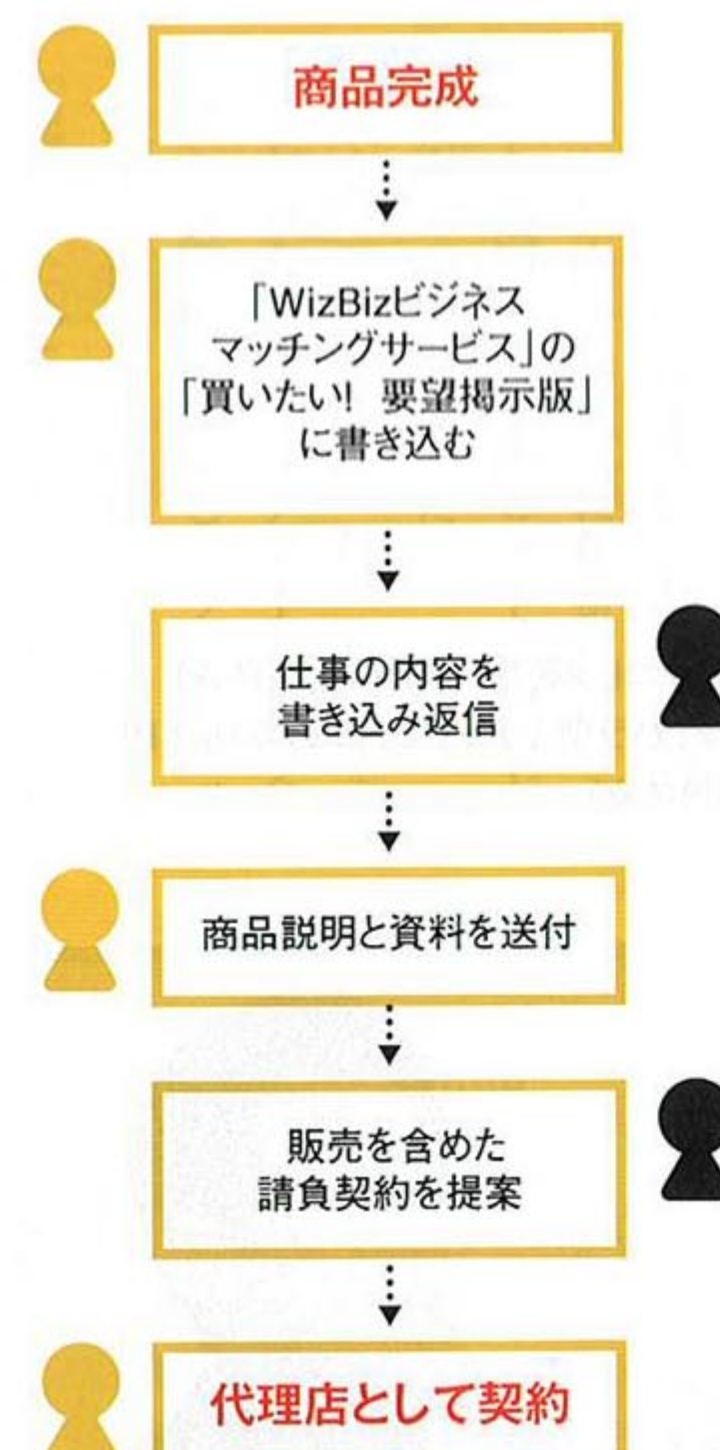 商品完成
「WizBizビジネス
マッチングサービス」の
「買いたい! 要望掲示版」
に書き込む
仕事の内容を
書き込み返信
商品説明と資料を送付
販売を含めた
請負契約を提案
代理店として契約